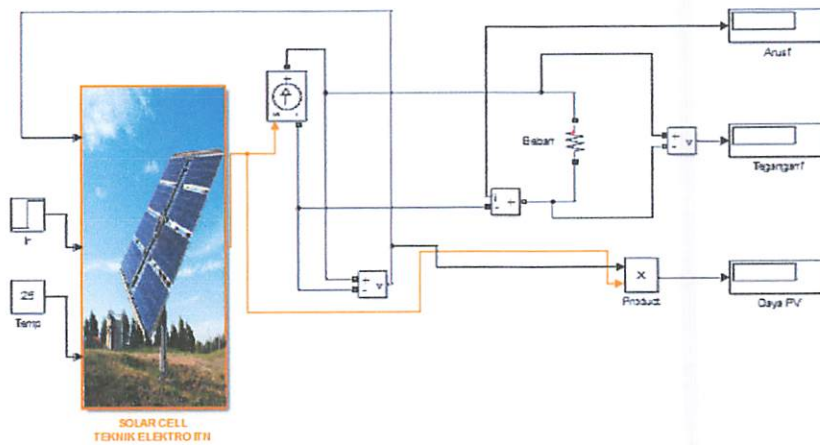 Arus1
Beban
Tegangan1
Ir
25
Temp
+
-
v
i
+
-
+
-
v
×
Product
Daya PV
SOLAR CELL
TEKNIK ELEKTRO ITN